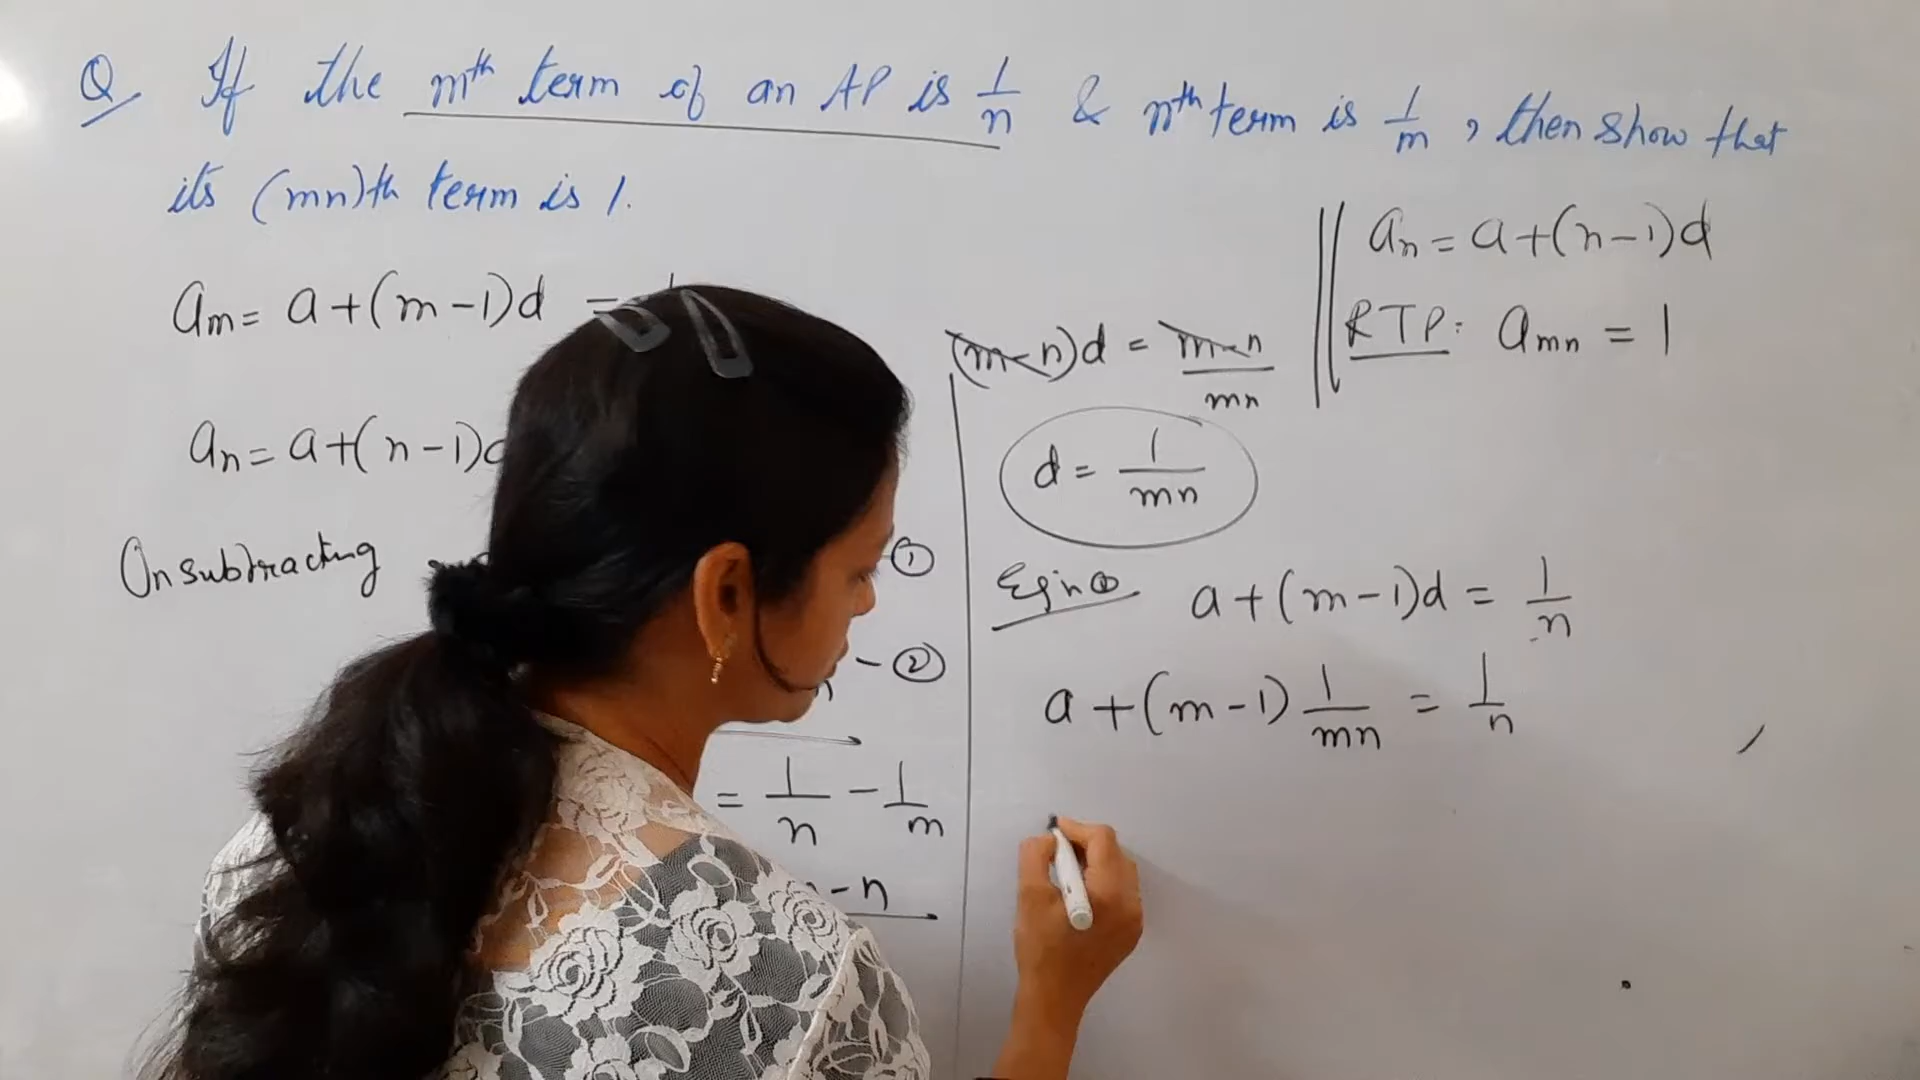 Q If the mth term of an AP is 1/n & nth term is 1/m, then show that
its (mn)th term is 1.
am = a+(m-1)d =
an = a+(n-1)d
On subtracting
①
- ②
= 1/n - 1/m
- n
(m-n)d = m-n/mn
d = 1/mn
a+(m-1)d = 1/n
a+(m-1) 1/mn = 1/n
an = a+(n-1)d
RTP: amn = 1